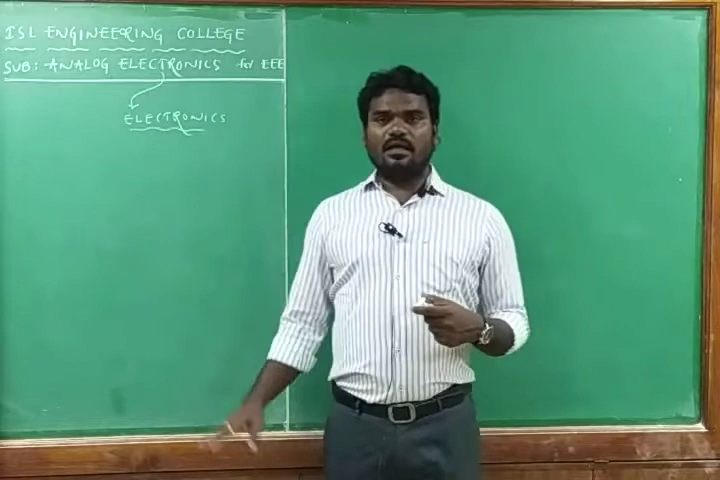 ISL ENGINEERING COLLEGE
SUB: ANALOG ELECTRONICS for EEE
ELECTRONICS